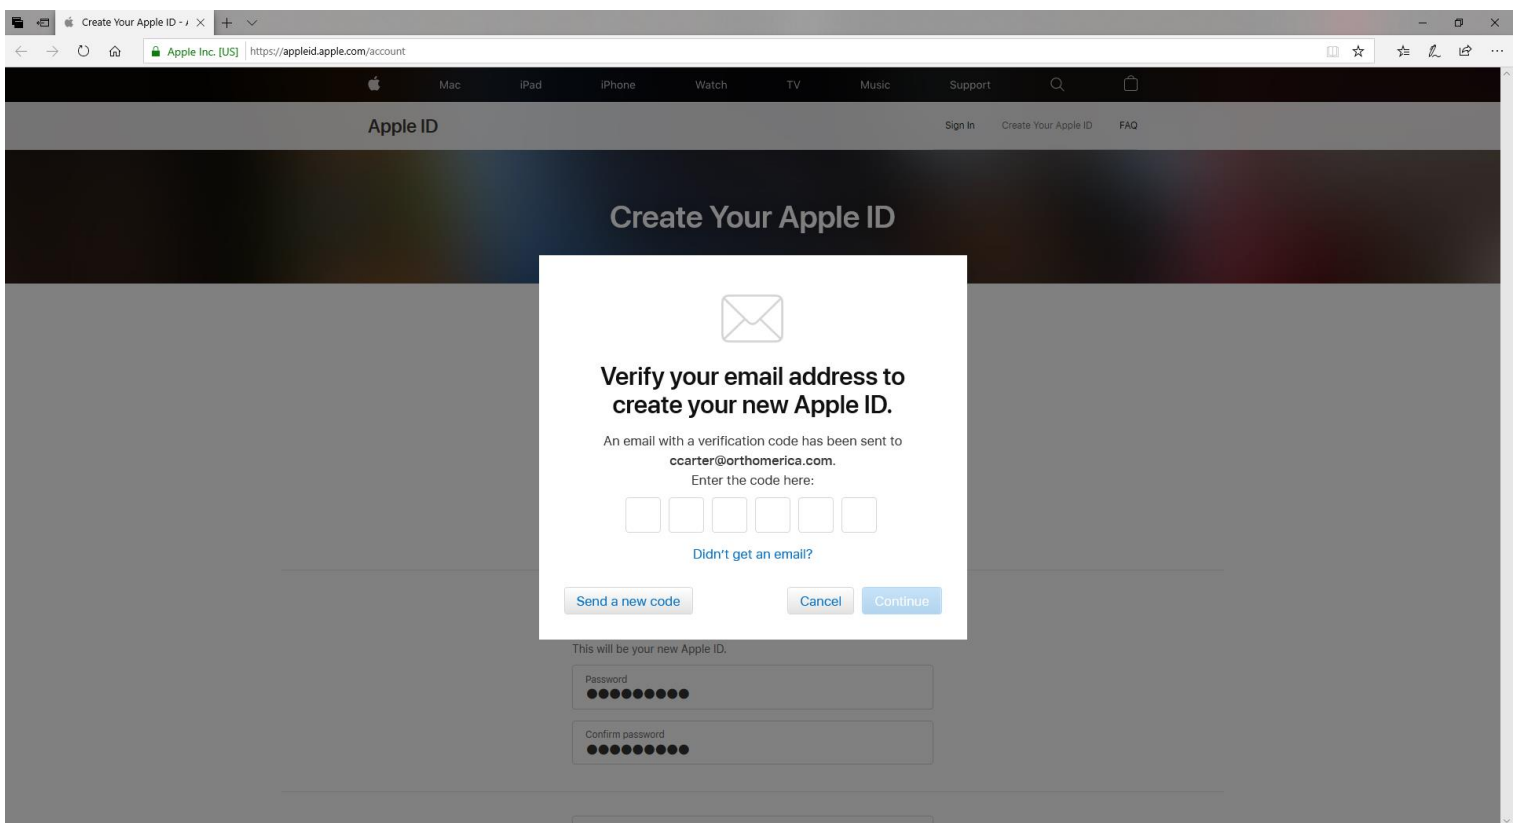 Create Your Apple ID - A
Apple Inc. [US] https://appleid.apple.com/account
Mac iPad iPhone Watch TV Music Support
Apple ID Sign In Create Your Apple ID FAQ
Create Your Apple ID
Verify your email address to
create your new Apple ID.
An email with a verification code has been sent to
ccarter@orthomerica.com.
Enter the code here:
Didn't get an email?
Send a new code Cancel Continue
This will be your new Apple ID.
Password
Confirm password